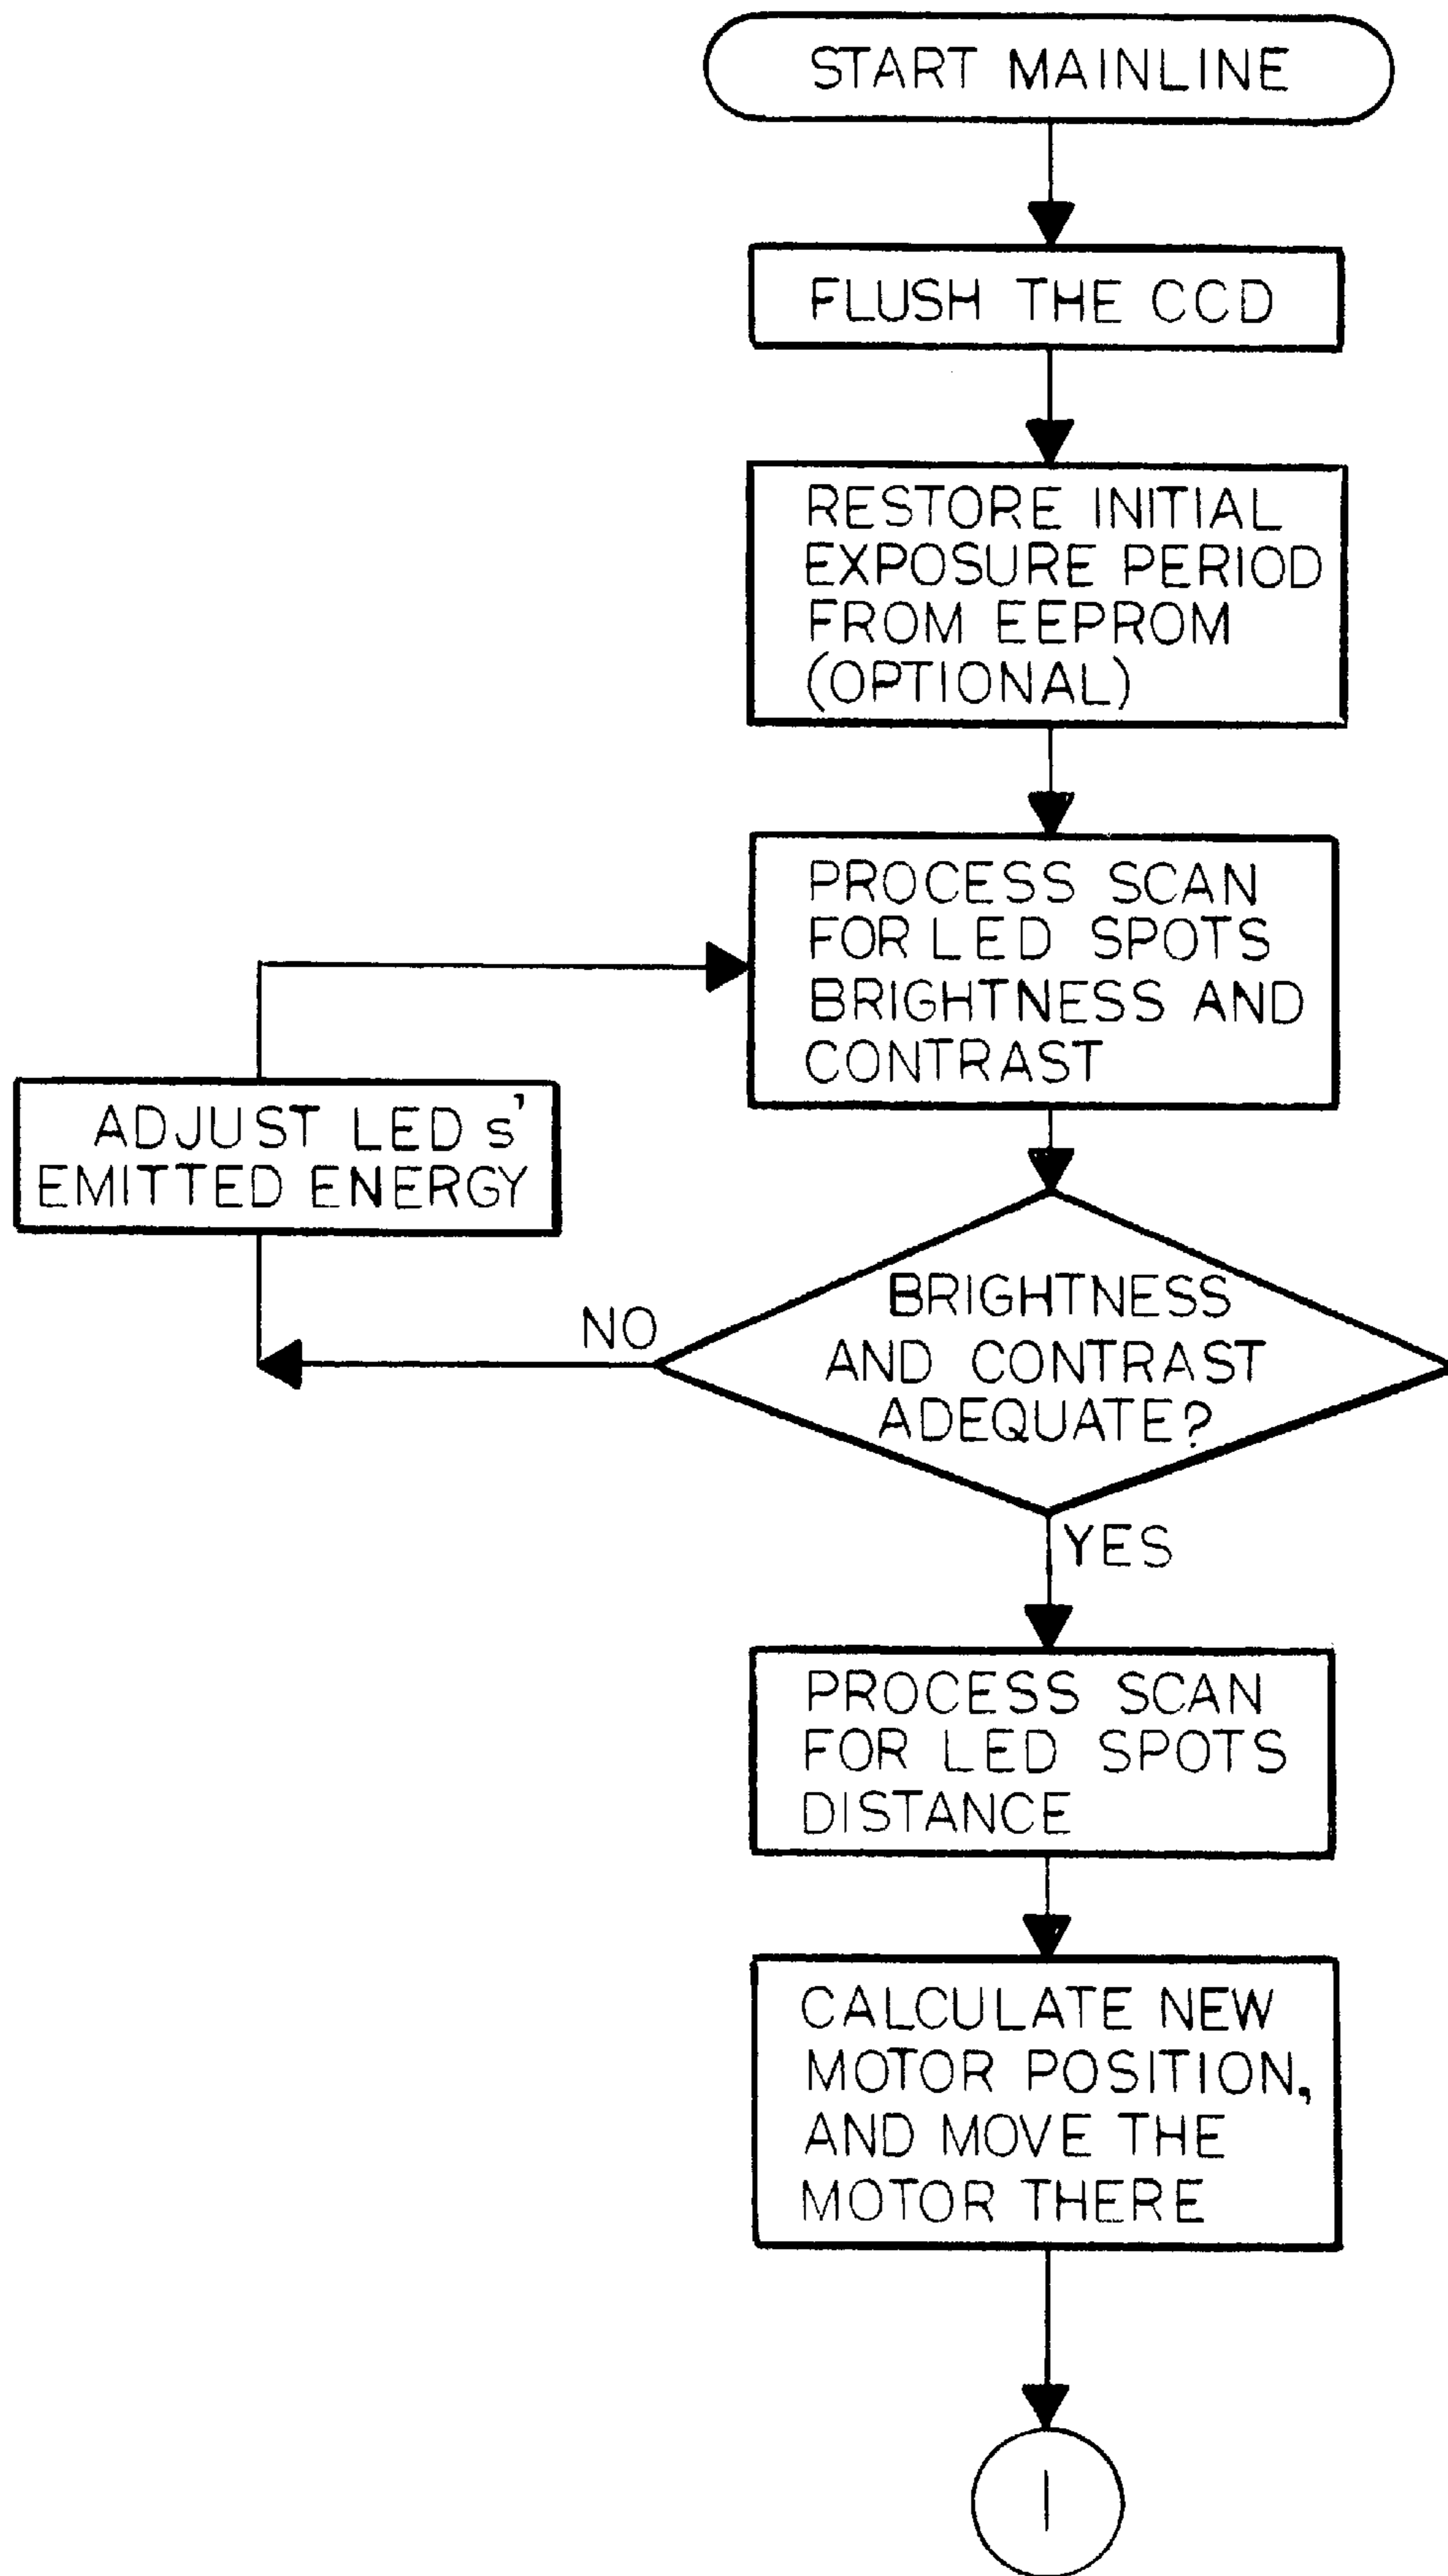 START MAINLINE
FLUSH THE CCD
RESTORE INITIAL
EXPOSURE PERIOD
FROM EEPROM
(OPTIONAL)
PROCESS SCAN
FOR LED SPOTS
BRIGHTNESS AND
CONTRAST
ADJUST LED s'
EMITTED ENERGY
BRIGHTNESS
AND CONTRAST
ADEQUATE?
NO
YES
PROCESS SCAN
FOR LED SPOTS
DISTANCE
CALCULATE NEW
MOTOR POSITION,
AND MOVE THE
MOTOR THERE
1